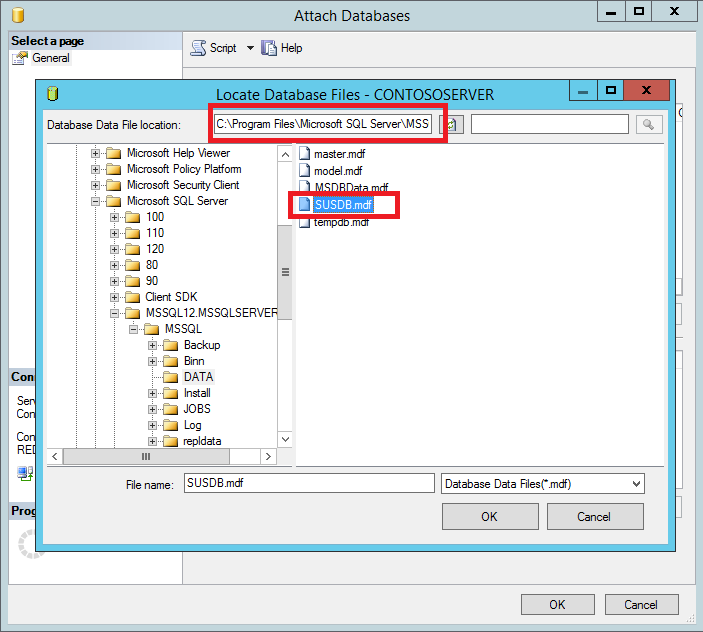 Attach Databases
Select a page
General
Script
Help
Locate Database Files - CONTOSOSERVER
Database Data File location:
C:\Program Files\Microsoft SQL Server\MSS
Microsoft Help Viewer
Microsoft Policy Platform
Microsoft Security Client
Microsoft SQL Server
100
110
120
80
90
Client SDK
MSSQL12.MSSQLSERVER
MSSQL
Backup
Binn
DATA
Install
JOBS
Log
repldata
master.mdf
model.mdf
MSDBData.mdf
SUSDB.mdf
tempdb.mdf
File name:
SUSDB.mdf
Database Data Files(*.mdf)
OK
Cancel
Con
Serv
Con
Con
RED
Prog
OK
Cancel